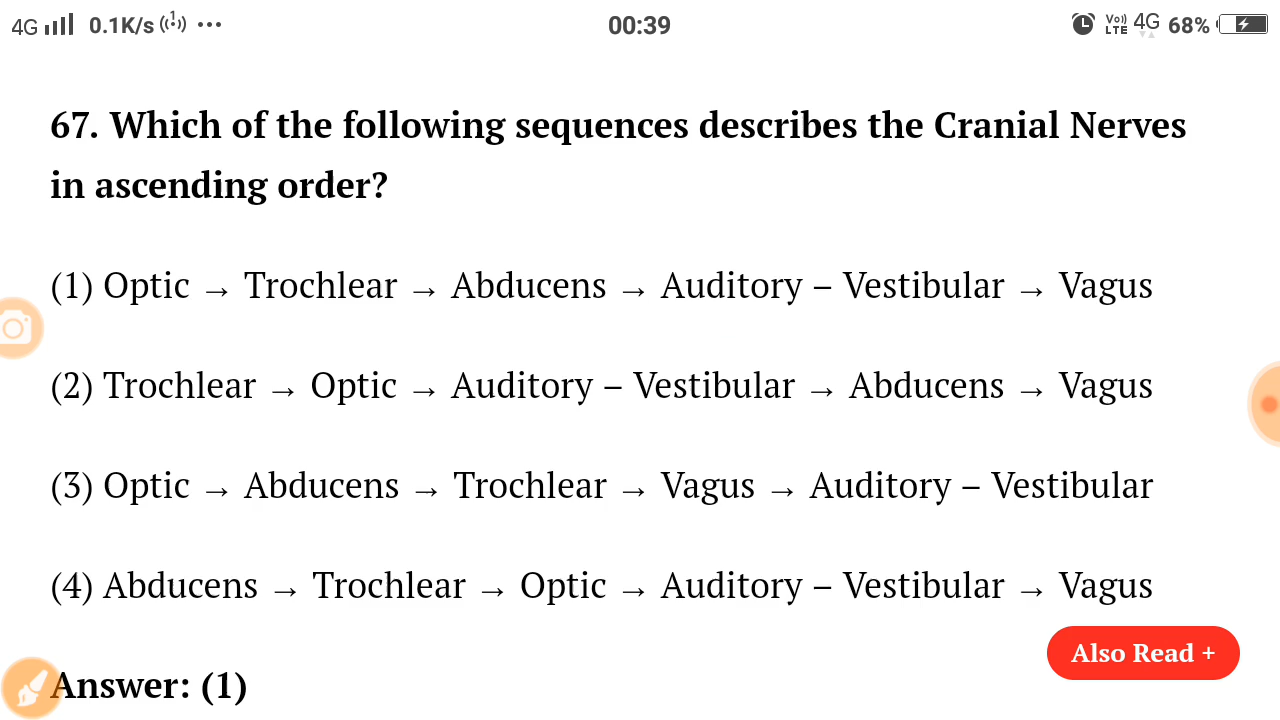 4G 0.1K/s ... 00:39 Vo)) LTE 4G 68%
67. Which of the following sequences describes the Cranial Nerves
in ascending order?
(1) Optic → Trochlear → Abducens → Auditory – Vestibular → Vagus
(2) Trochlear → Optic → Auditory – Vestibular → Abducens → Vagus
(3) Optic → Abducens → Trochlear → Vagus → Auditory – Vestibular
(4) Abducens → Trochlear → Optic → Auditory – Vestibular → Vagus
Also Read +
Answer: (1)